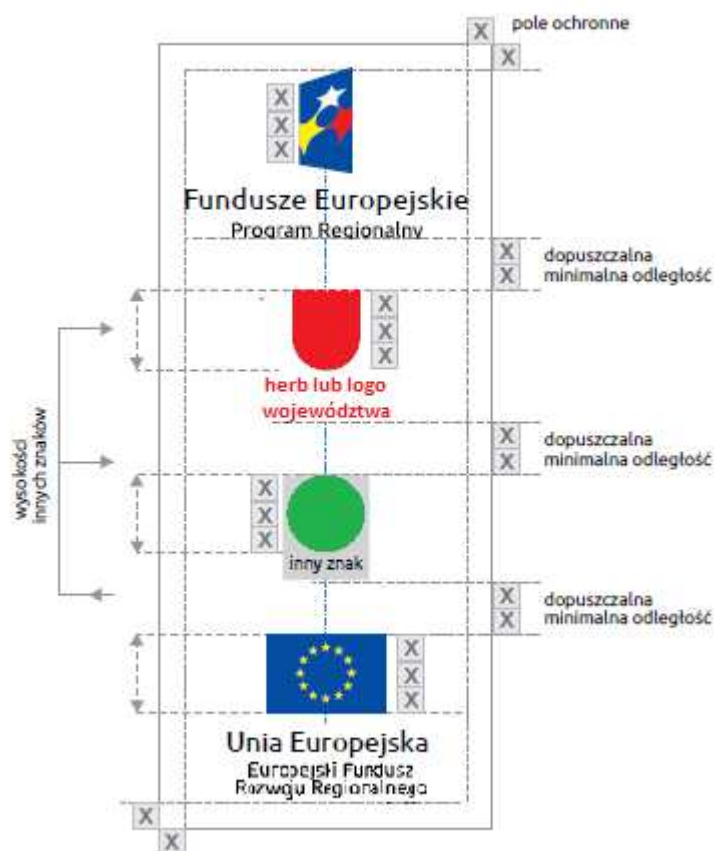 X
pole ochronne
X
X
X
X
Fundusze Europejskie
Program Regionalny
X
X
dopuszczalna
minimalna odległość
X
X
X
herb lub logo
województwa
X
X
dopuszczalna
minimalna odległość
wysokości
innych znaków
X
X
X
inny znak
X
X
dopuszczalna
minimalna odległość
X
X
X
Unia Europejska
Europejski Fundusz
Rozwoju Regionalnego
X
X